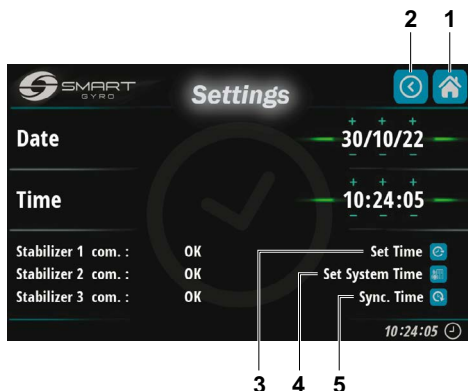 2 1
SMART
GYRO
Settings
Date
+ + +
30/10/22
- - -
Time
+ + +
10:24:05
- - -
Stabilizer 1 com. : OK Set Time
Stabilizer 2 com. : OK Set System Time
Stabilizer 3 com. : OK Sync. Time
10:24:05
3 4 5